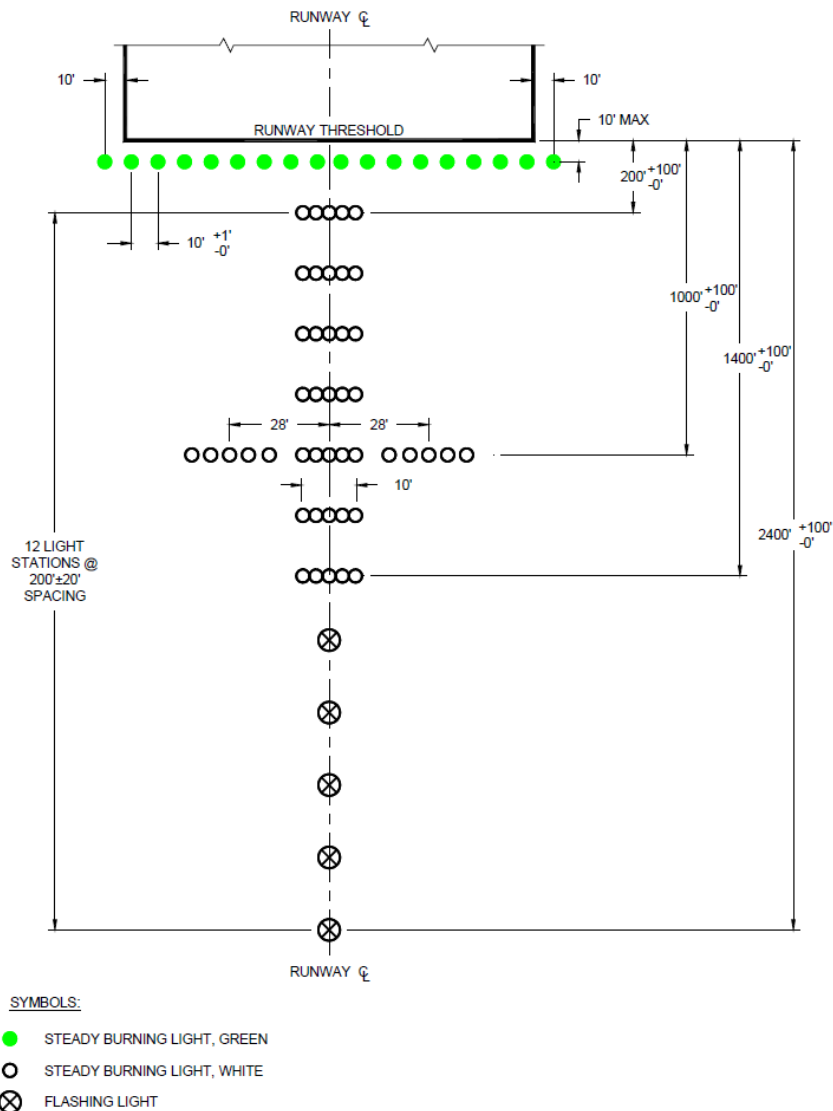 RUNWAY ℄
10'
10'
10' MAX
RUNWAY THRESHOLD
200' +100' -0'
10' +1' -0'
1000' +100' -0'
1400' +100' -0'
28'
28'
10'
2400' +100' -0'
12 LIGHT
STATIONS @
200'±20'
SPACING
RUNWAY ℄
SYMBOLS:
STEADY BURNING LIGHT, GREEN
STEADY BURNING LIGHT, WHITE
FLASHING LIGHT